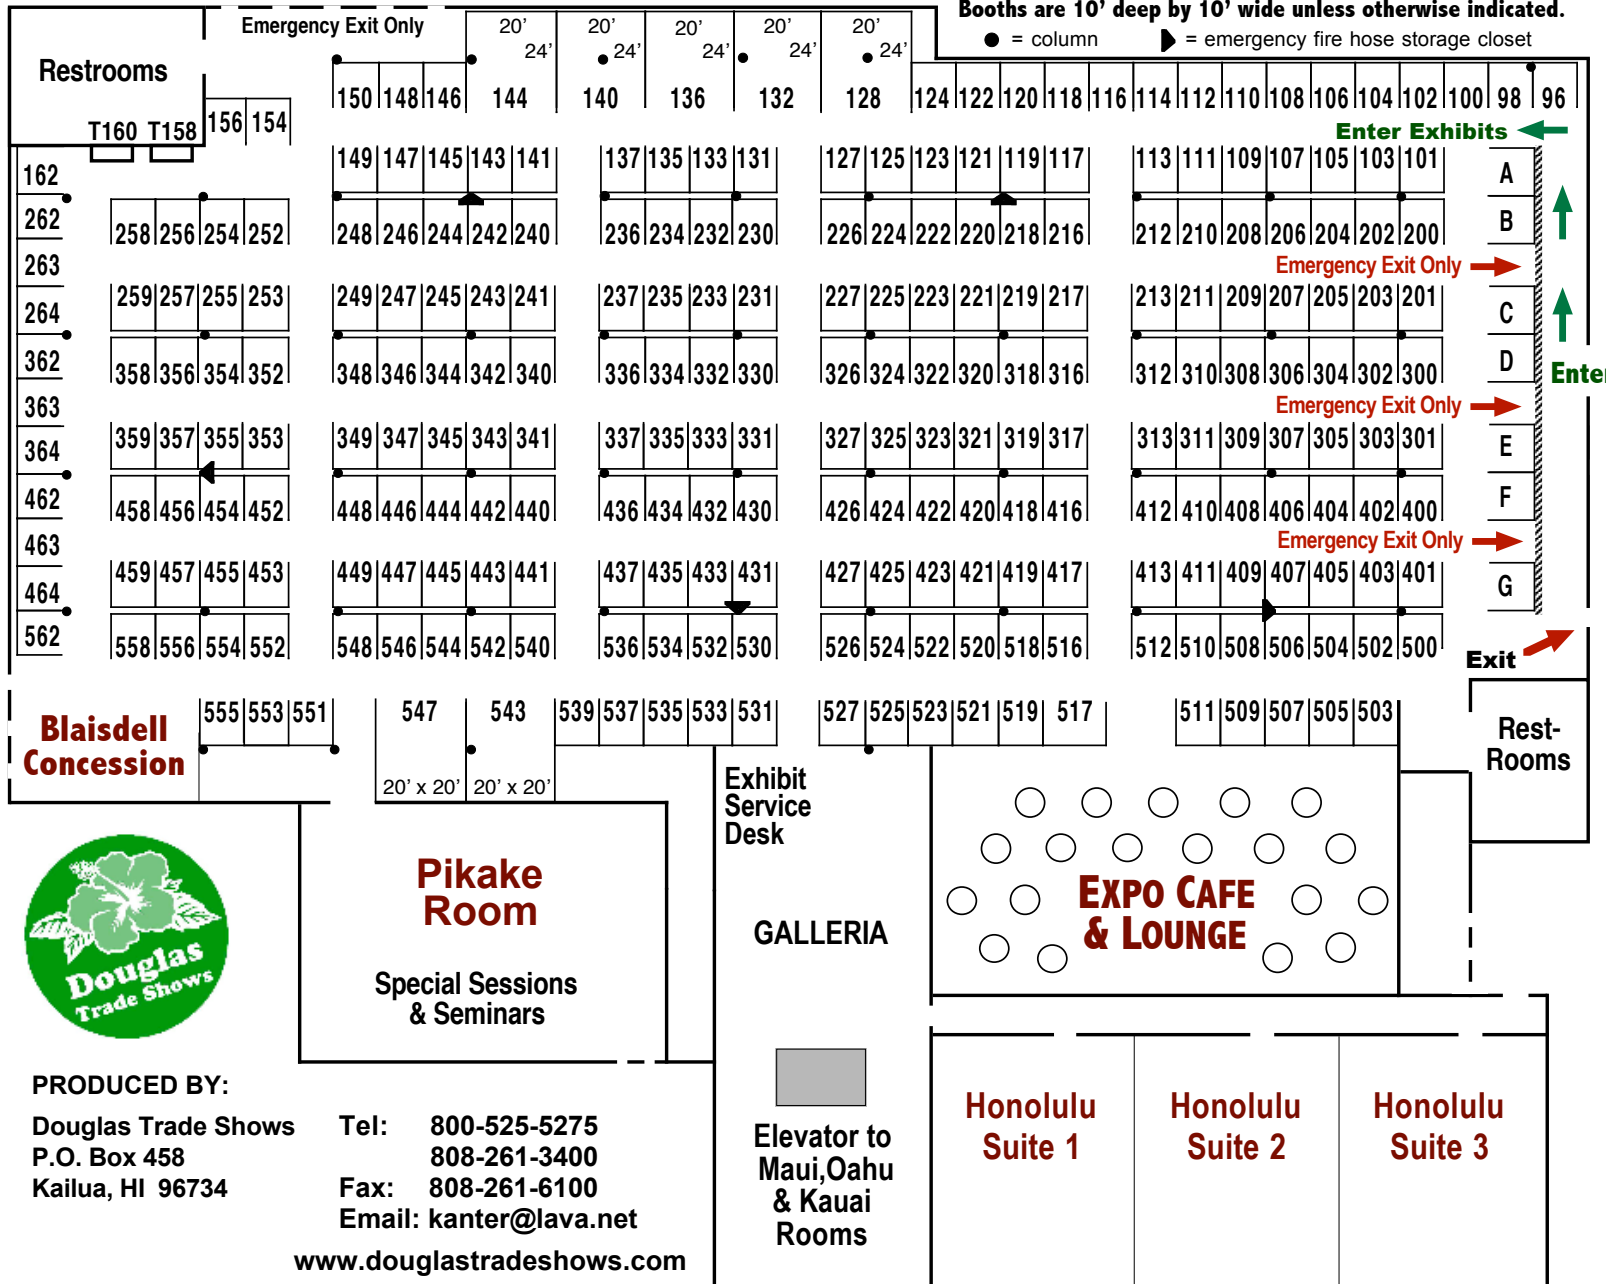 Booths are 10' deep by 10' wide unless otherwise indicated.
● = column = emergency fire hose storage closet
Emergency Exit Only
Restrooms
20' 20' 20' 20' 20'
24' 24' 24' 24' 24'
150 148 146 144 140 136 132 128 124 122 120 118 116 114 112 110 108 106 104 102 100 98 96
T160 T158 156 154
Enter Exhibits
162 149 147 145 143 141 137 135 133 131 127 125 123 121 119 117 113 111 109 107 105 103 101 A
262 258 256 254 252 248 246 244 242 240 236 234 232 230 226 224 222 220 218 216 212 210 208 206 204 202 200 B
263 Emergency Exit Only
264 259 257 255 253 249 247 245 243 241 237 235 233 231 227 225 223 221 219 217 213 211 209 207 205 203 201 C
362 358 356 354 352 348 346 344 342 340 336 334 332 330 326 324 322 320 318 316 312 310 308 306 304 302 300 D
Enter
363 Emergency Exit Only
364 359 357 355 353 349 347 345 343 341 337 335 333 331 327 325 323 321 319 317 313 311 309 307 305 303 301 E
462 458 456 454 452 448 446 444 442 440 436 434 432 430 426 424 422 420 418 416 412 410 408 406 404 402 400 F
463 Emergency Exit Only
464 459 457 455 453 449 447 445 443 441 437 435 433 431 427 425 423 421 419 417 413 411 409 407 405 403 401 G
562 558 556 554 552 548 546 544 542 540 536 534 532 530 526 524 522 520 518 516 512 510 508 506 504 502 500
Exit
555 553 551 547 543 539 537 535 533 531 527 525 523 521 519 517 511 509 507 505 503
20' x 20' 20' x 20'
Blaisdell
Concession
Rest-
Rooms
Exhibit
Service
Desk
Pikake
Room
Special Sessions
& Seminars
GALLERIA
EXPO CAFE
& LOUNGE
Douglas
Trade Shows
Elevator to
Maui,Oahu
& Kauai
Rooms
Honolulu
Suite 1
Honolulu
Suite 2
Honolulu
Suite 3
PRODUCED BY:
Douglas Trade Shows
P.O. Box 458
Kailua, HI 96734
Tel: 800-525-5275
808-261-3400
Fax: 808-261-6100
Email: kanter@lava.net
www.douglastradeshows.com